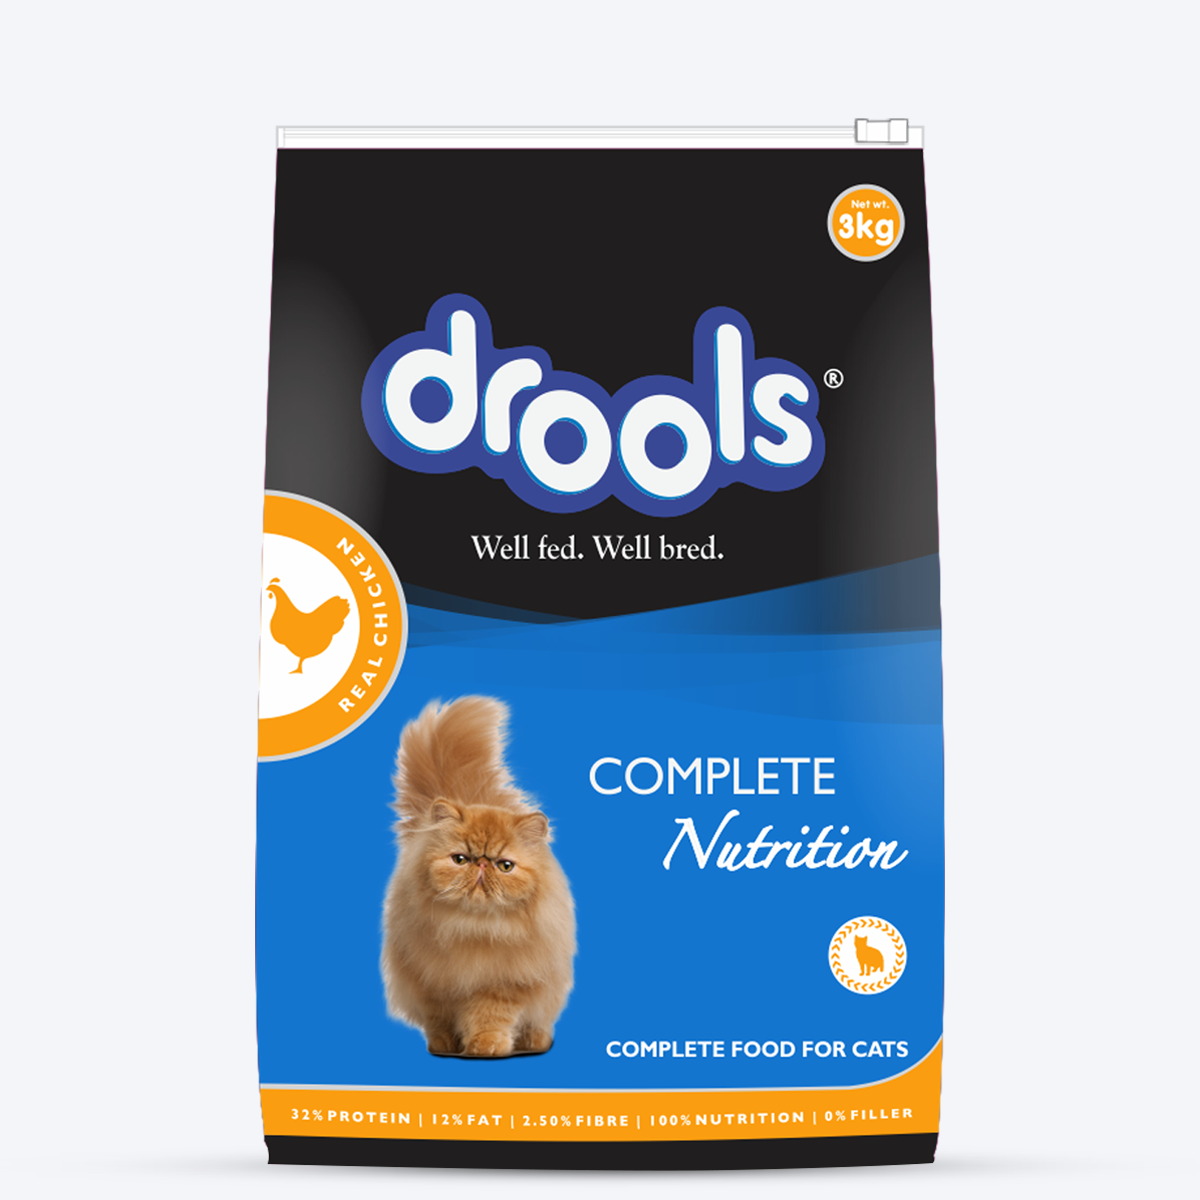 Net wt.
3kg
drools®
Well fed. Well bred.
REAL CHICKEN
COMPLETE
Nutrition
COMPLETE FOOD FOR CATS
32% PROTEIN | 12% FAT | 2.50% FIBRE | 100% NUTRITION | 0% FILLER